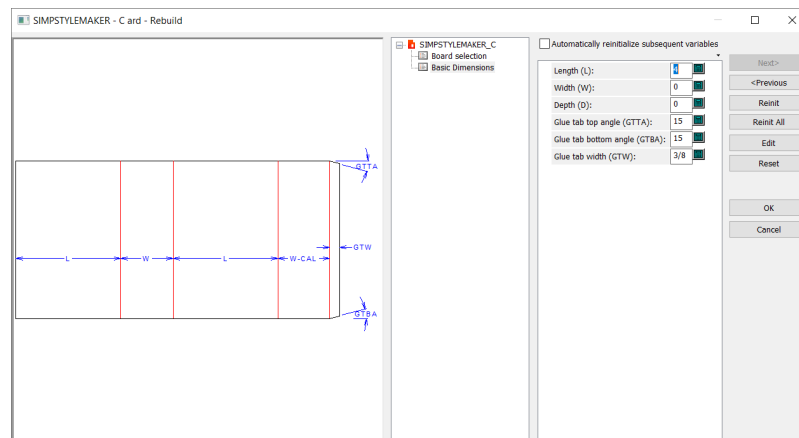 SIMPSTYLEMAKER - C ard - Rebuild
SIMPSTYLEMAKER_C
Board selection
Basic Dimensions
Automatically reinitialize subsequent variables
Length (L): 4
Width (W): 0
Depth (D): 0
Glue tab top angle (GTTA): 15
Glue tab bottom angle (GTBA): 15
Glue tab width (GTW): 3/8
Next>
<Previous
Reinit
Reinit All
Edit
Reset
OK
Cancel
GTTA
GTW
L W L W-CAL
GTBA